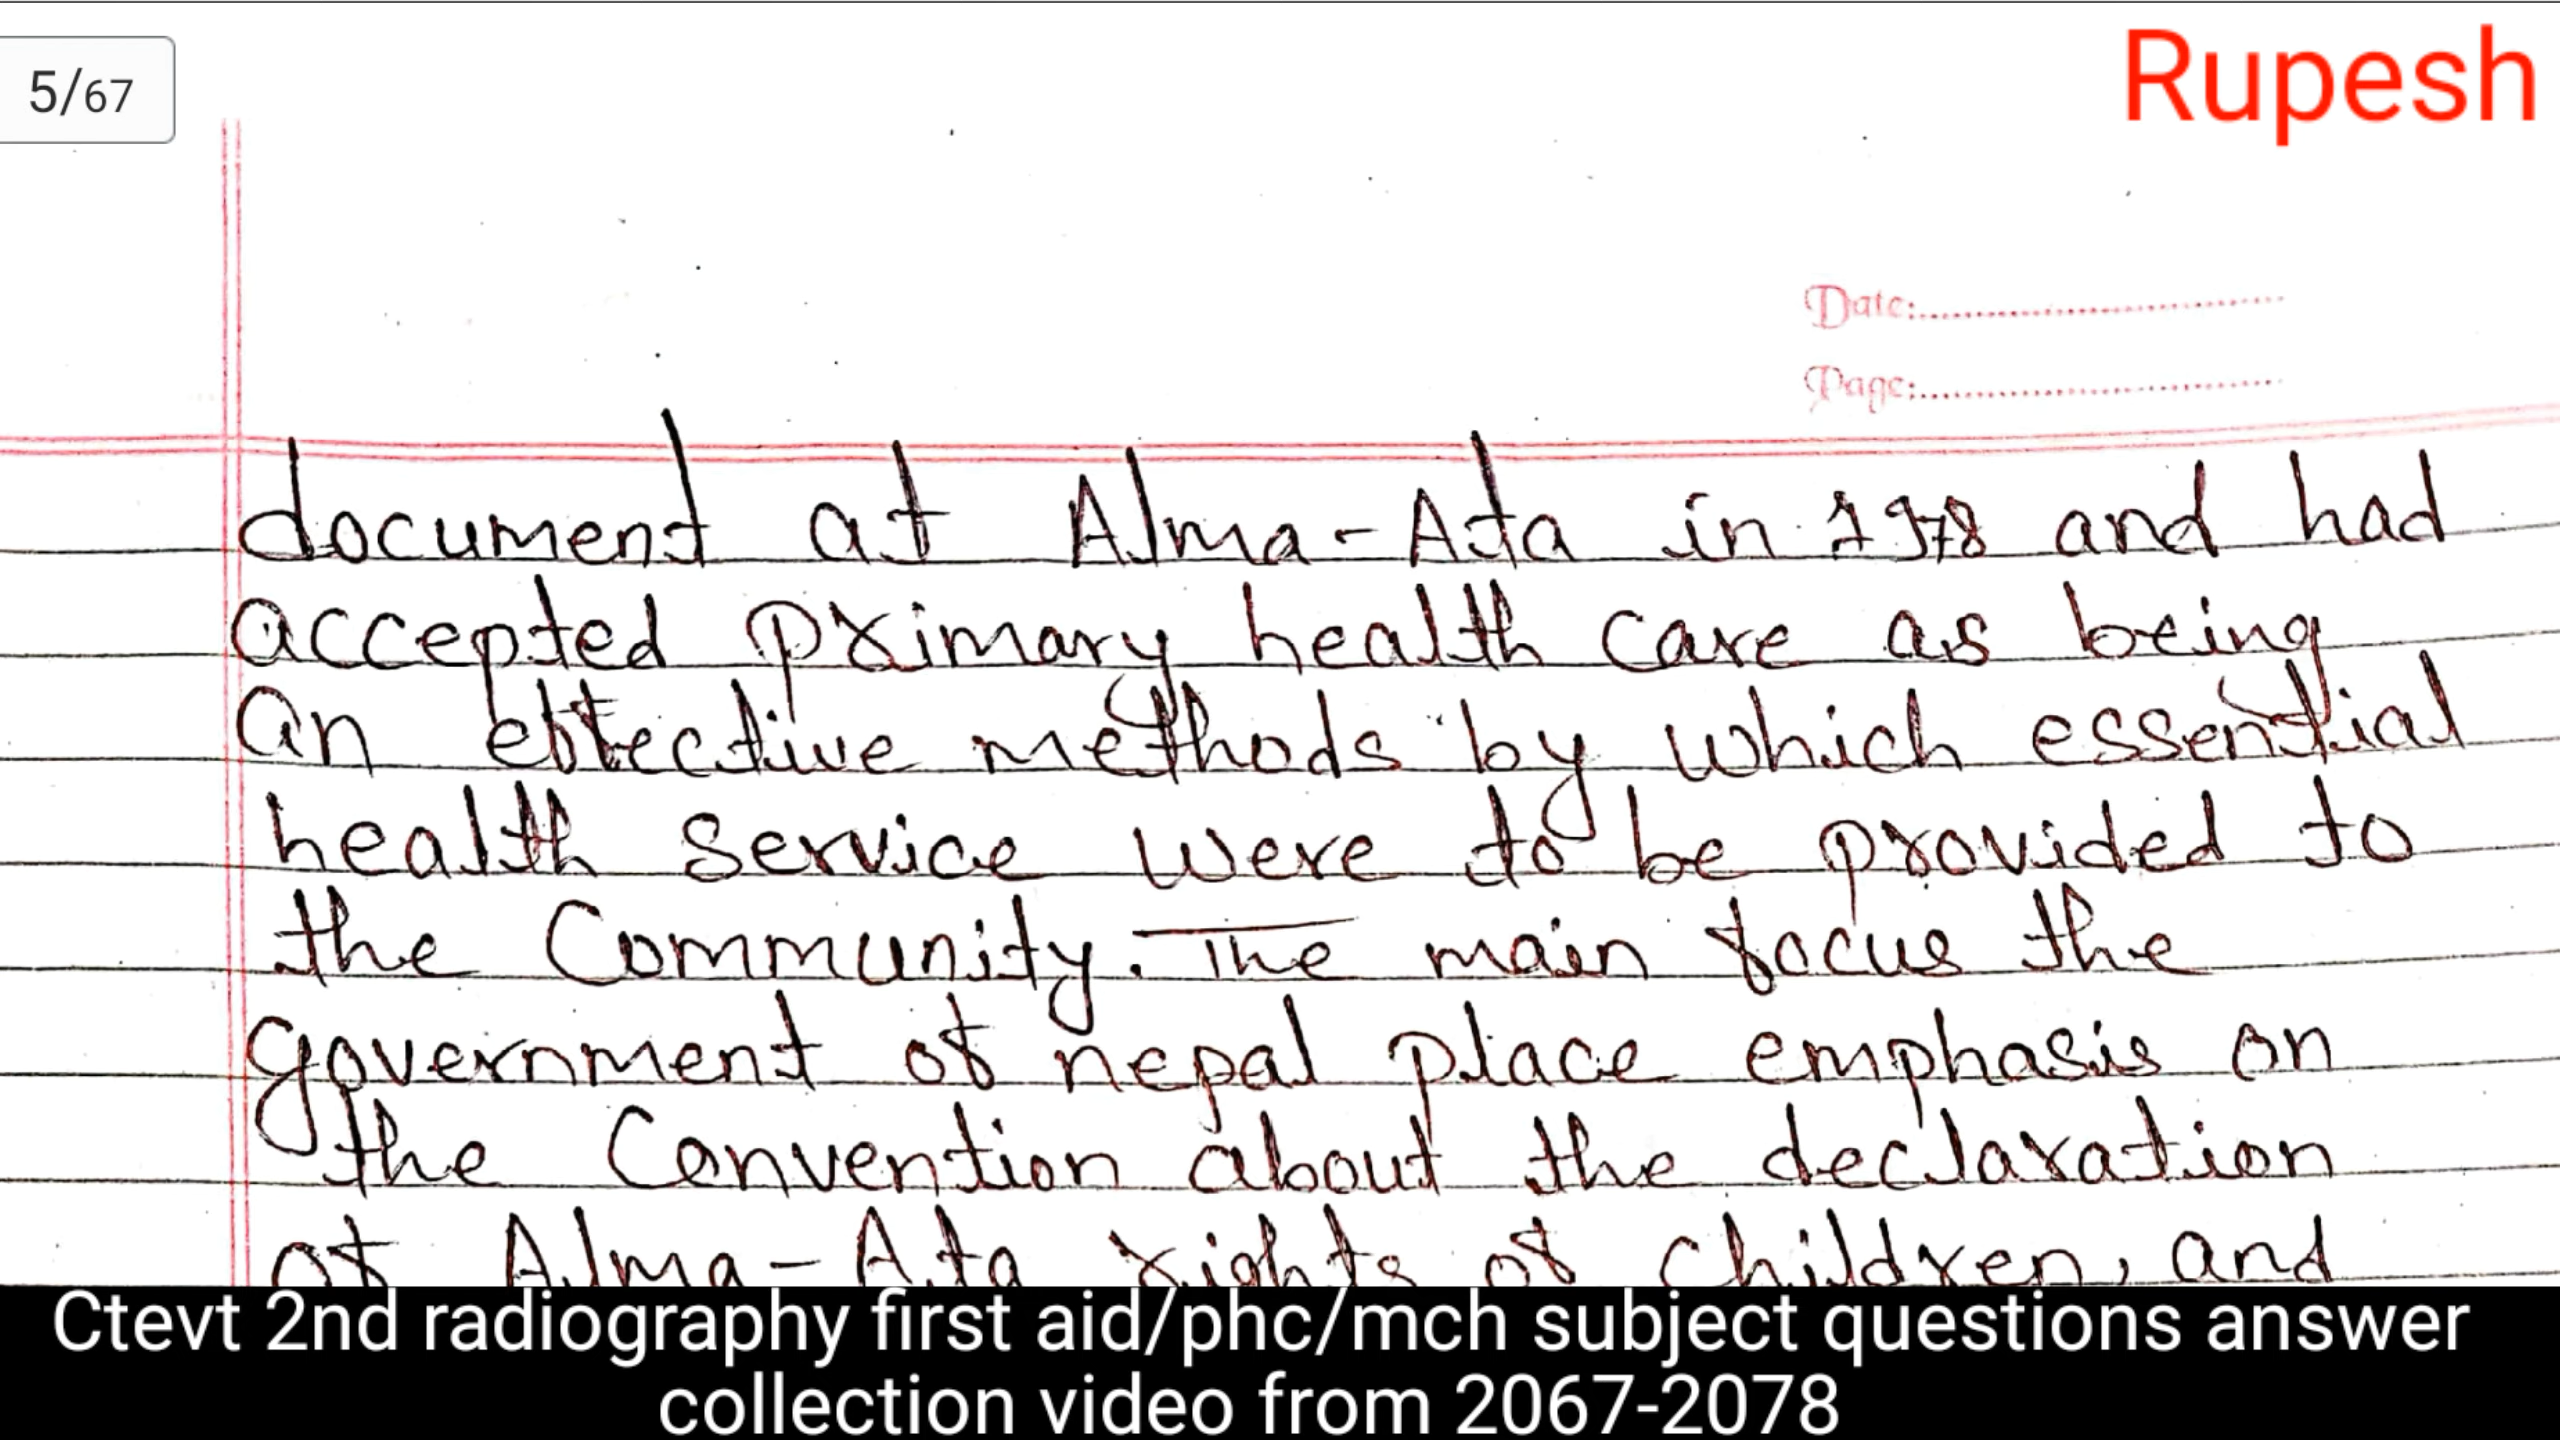 5/67
Rupesh
Date:
Page:
document at Alma-Ata in 1978 and had
accepted primary health care as being
an effective methods by which essential
health service were to be provided to
the Community. The main focus the
government of nepal place emphasis on
the Convention about the declaration
of Alma-Ata rights of children, and
Ctevt 2nd radiography first aid/phc/mch subject questions answer
collection video from 2067-2078